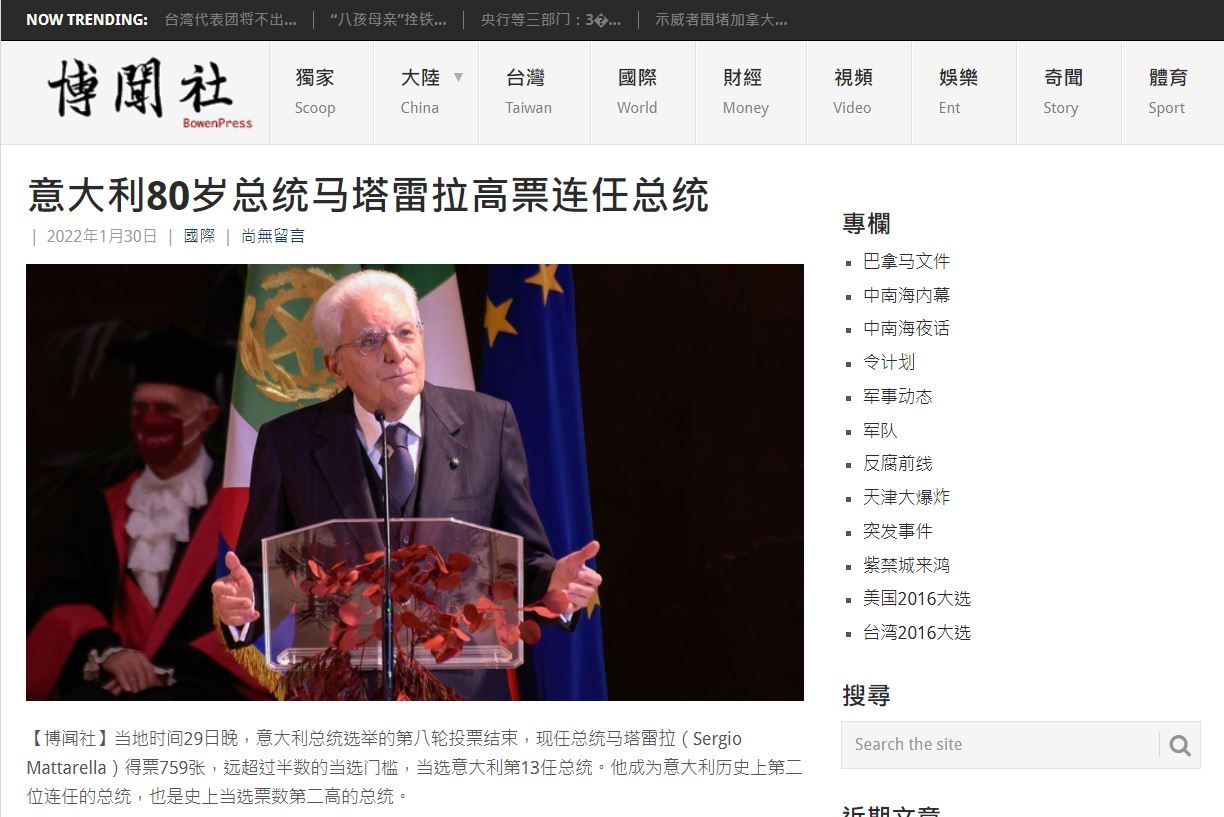 NOW TRENDING: 台湾代表团将不出... “八孩母亲”拴铁... 央行等三部门：3�... 示威者围堵加拿大...
博聞社
BowenPress
獨家 大陸 台灣 國際 財經 視頻 娛樂 奇聞 體育
Scoop China Taiwan World Money Video Ent Story Sport
意大利80岁总统马塔雷拉高票连任总统
| 2022年1月30日 | 國際 | 尚無留言
【博闻社】当地时间29日晚，意大利总统选举的第八轮投票结束，现任总统马塔雷拉（Sergio
Mattarella）得票759张，远超过半数的当选门槛，当选意大利第13任总统。他成为意大利历史上第二
位连任的总统，也是史上当选票数第二高的总统。
專欄
巴拿马文件
中南海内幕
中南海夜话
令计划
军事动态
军队
反腐前线
天津大爆炸
突发事件
紫禁城来鸿
美国2016大选
台湾2016大选
搜尋
Search the site
近期文章